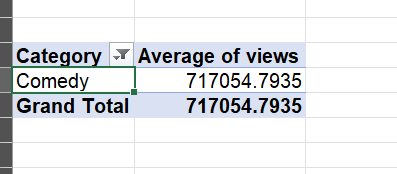 Category Average of views
Comedy 717054.7935
Grand Total 717054.7935